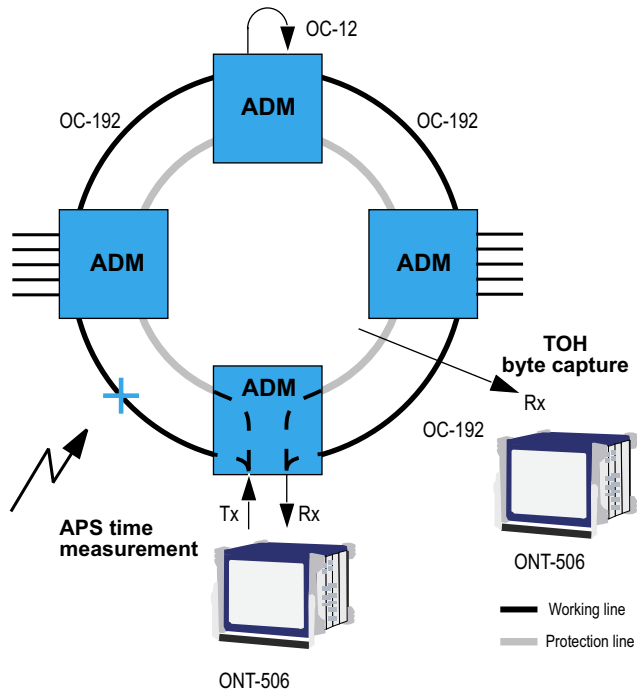 OC-12
ADM
OC-192
OC-192
ADM
ADM
TOH
byte capture
ADM
Rx
OC-192
Tx
Rx
APS time
measurement
ONT-506
Working line
Protection line
ONT-506